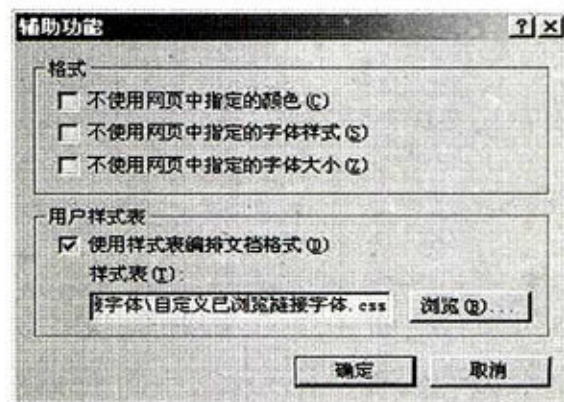 辅助功能
格式
不使用网页中指定的颜色(C)
不使用网页中指定的字体样式(S)
不使用网页中指定的字体大小(Z)
用户样式表
使用样式表编排文档格式(D)
样式表(T):
字体\自定义已浏览链接字体.css 浏览(B)...
确定 取消